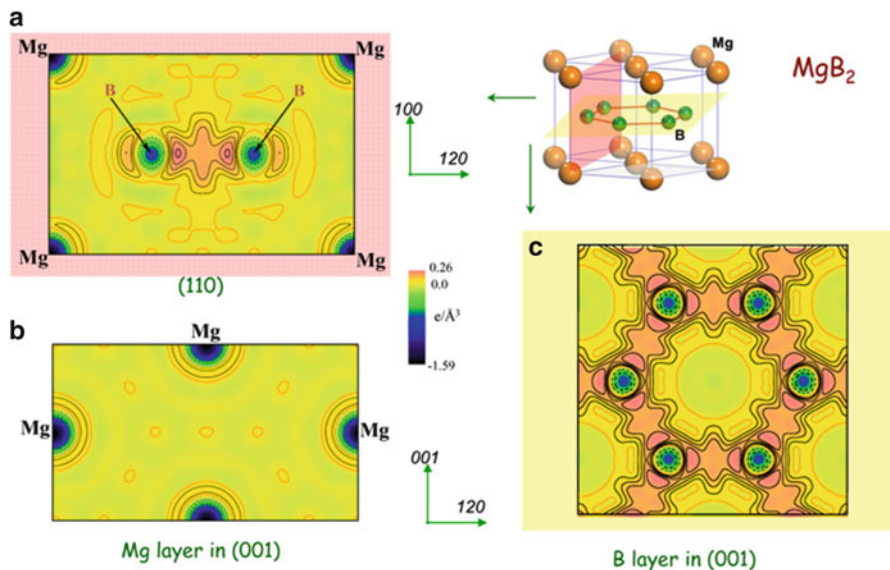 a
Mg
Mg
B
B
Mg
Mg
(110)
100
120
Mg
B
MgB2
0.26
0.0
e/Å³
-1.59
b
Mg
Mg
Mg
001
120
Mg layer in (001)
c
B layer in (001)